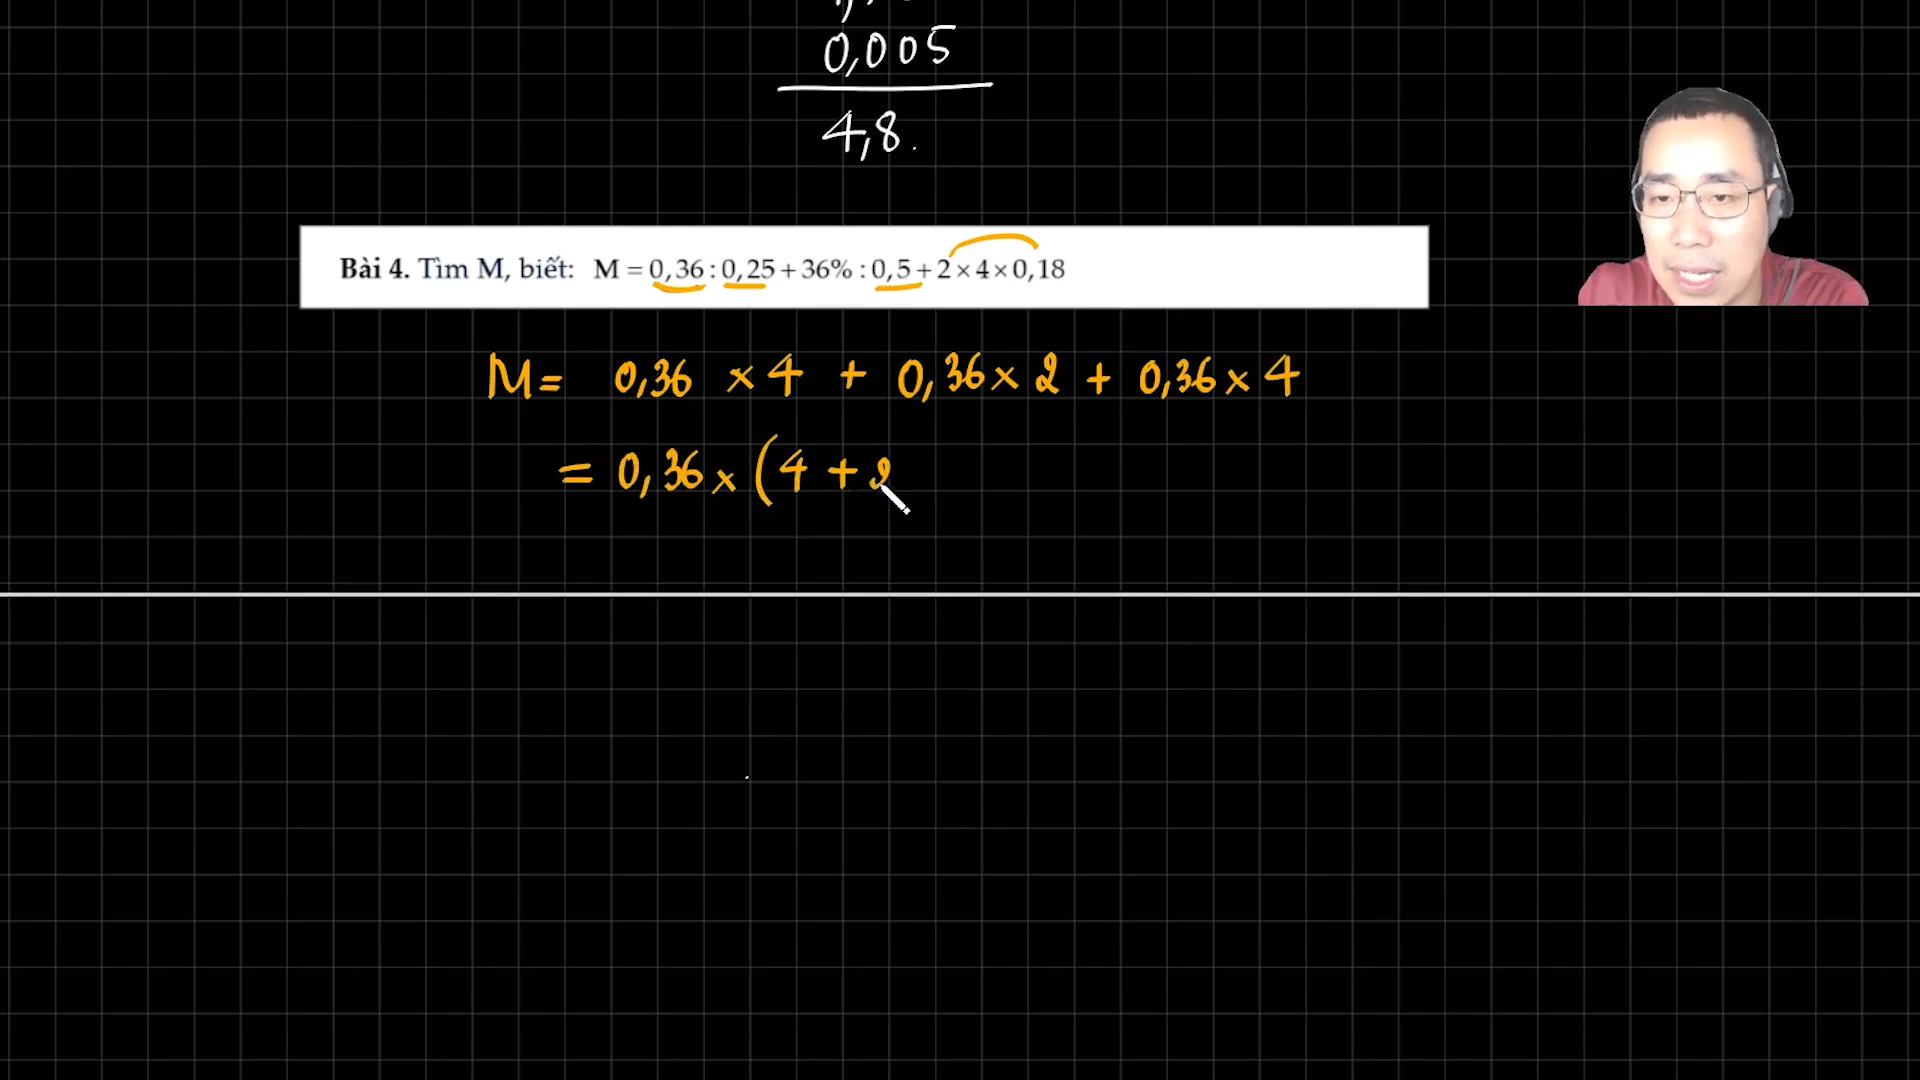 0,005
4,8.
Bài 4. Tìm M, biết: M = 0,36 : 0,25 + 36% : 0,5 + 2 × 4 × 0,18
M = 0,36 × 4 + 0,36 × 2 + 0,36 × 4
= 0,36 × (4 + 2